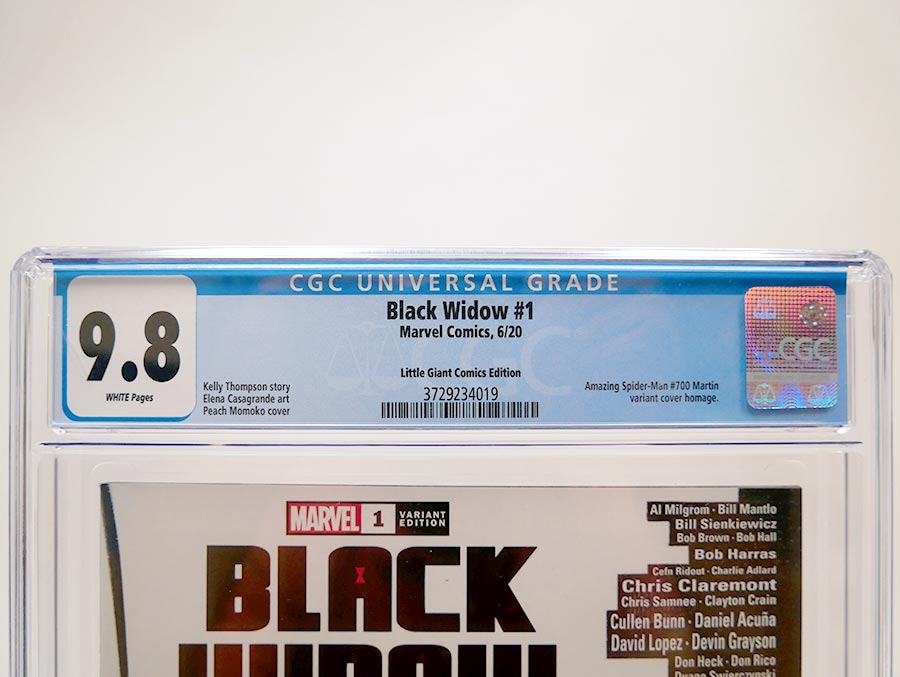 CGC UNIVERSAL GRADE
9.8
WHITE Pages
Black Widow #1
Marvel Comics, 6/20
Little Giant Comics Edition
3729234019
Kelly Thompson story
Elena Casagrande art
Peach Momoko cover
Amazing Spider-Man #700 Martin
variant cover homage.
CGC
CGC
MARVEL 1 VARIANT
EDITION
BLACK
WIDOW
Al Milgrom · Bill Mantlo
Bill Sienkiewicz
Bob Brown · Bob Hall
Bob Harras
Cefn Ridout · Charlie Adlard
Chris Claremont
Chris Samnee · Clayton Crain
Cullen Bunn · Daniel Acuña
David Lopez · Devin Grayson
Don Heck · Don Rico
Duane Swierczynski